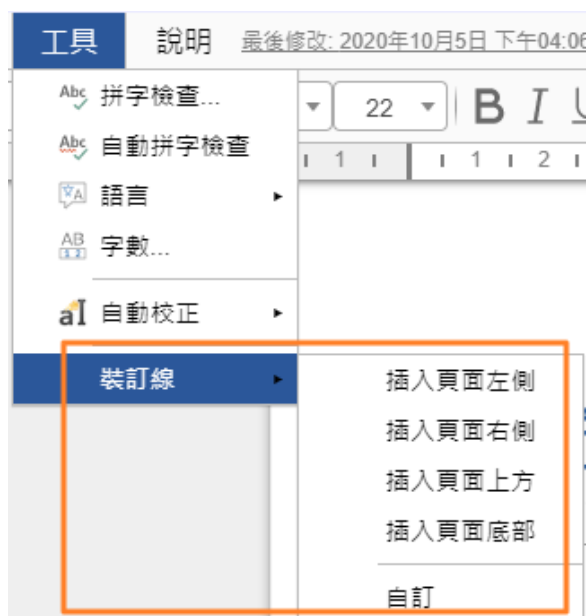 工具 說明 最後修改: 2020年10月5日 下午04:06
拼字檢查...
22 B I U
自動拼字檢查
1 1 2
語言
字數...
自動校正
裝訂線
插入頁面左側
插入頁面右側
插入頁面上方
插入頁面底部
自訂